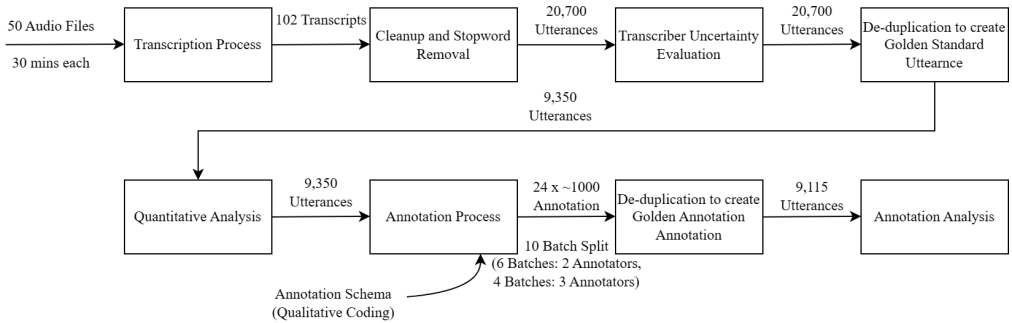 50 Audio Files
30 mins each
Transcription Process
102 Transcripts
Cleanup and Stopword
Removal
20,700
Utterances
Transcriber Uncertainty
Evaluation
20,700
Utterances
De-duplication to create
Golden Standard
Uttearnce
9,350
Utterances
Quantitative Analysis
9,350
Utterances
Annotation Process
Annotation Schema
(Qualitative Coding)
24 x ~1000
Annotation
10 Batch Split
(6 Batches: 2 Annotators,
4 Batches: 3 Annotators)
De-duplication to create
Golden Annotation
Annotation
9,115
Utterances
Annotation Analysis